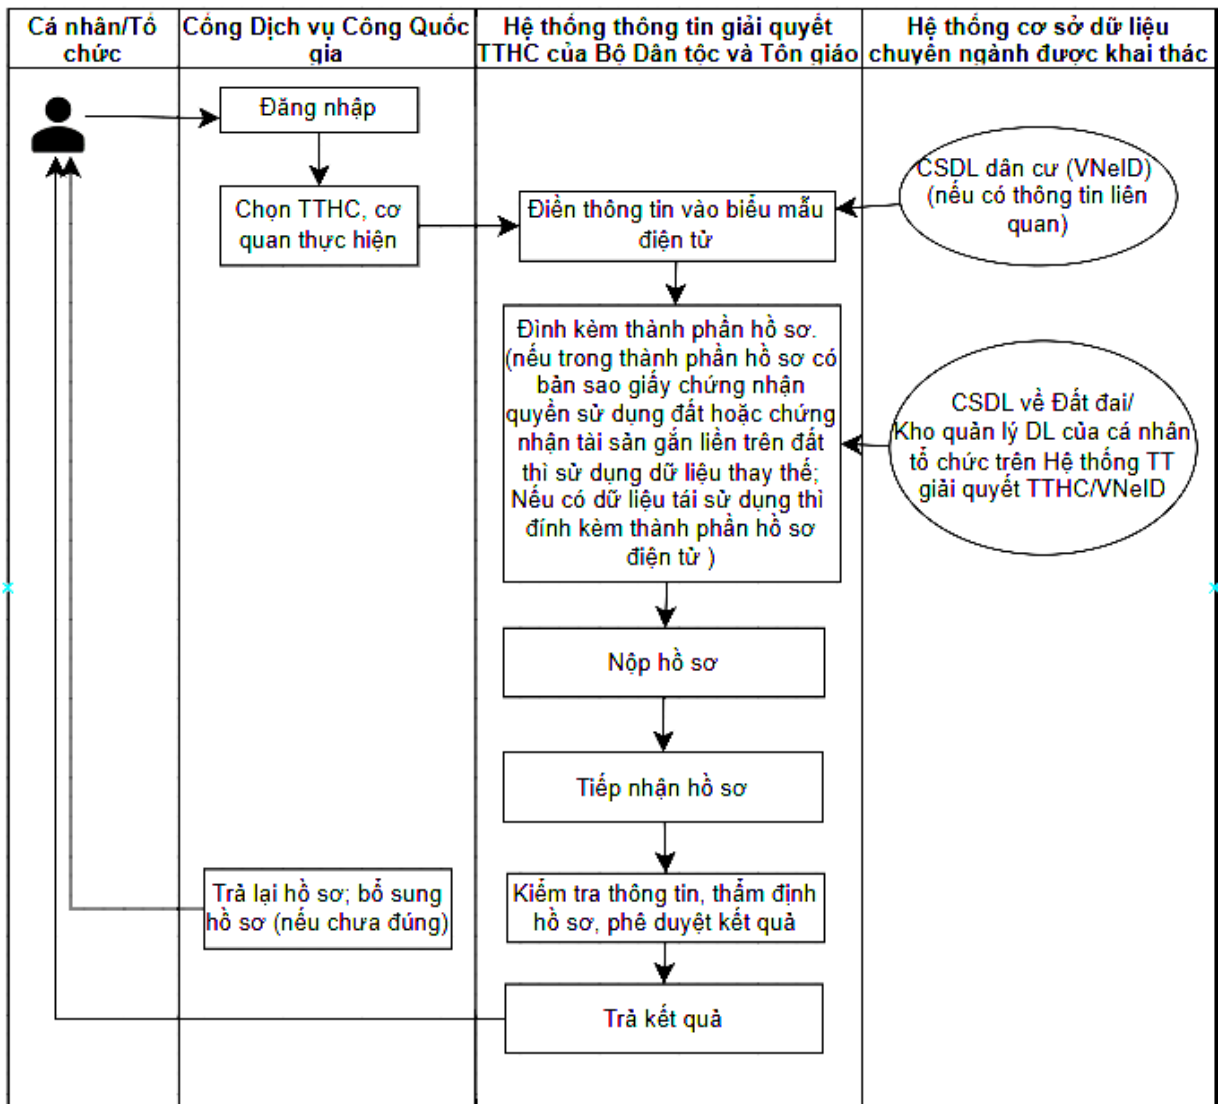 Cá nhân/Tổ
chức
Cổng Dịch vụ Công Quốc
gia
Hệ thống thông tin giải quyết
TTHC của Bộ Dân tộc và Tôn giáo
Hệ thống cơ sở dữ liệu
chuyên ngành được khai thác
Đăng nhập
Chọn TTHC, cơ
quan thực hiện
Điền thông tin vào biểu mẫu
điện tử
CSDL dân cư (VNeID)
(nếu có thông tin liên
quan)
Đình kèm thành phần hồ sơ.
(nếu trong thành phần hồ sơ có
bản sao giấy chứng nhận
quyền sử dụng đất hoặc chứng
nhận tài sản gắn liền trên đất
thì sử dụng dữ liệu thay thế;
Nếu có dữ liệu tái sử dụng thì
đính kèm thành phần hồ sơ
điện tử )
CSDL về Đất đai/
Kho quản lý DL của cá nhân
tổ chức trên Hệ thống TT
giải quyết TTHC/VNeID
Nộp hồ sơ
Tiếp nhận hồ sơ
Trả lại hồ sơ; bổ sung
hồ sơ (nếu chưa đúng)
Kiểm tra thông tin, thẩm định
hồ sơ, phê duyệt kết quả
Trả kết quả